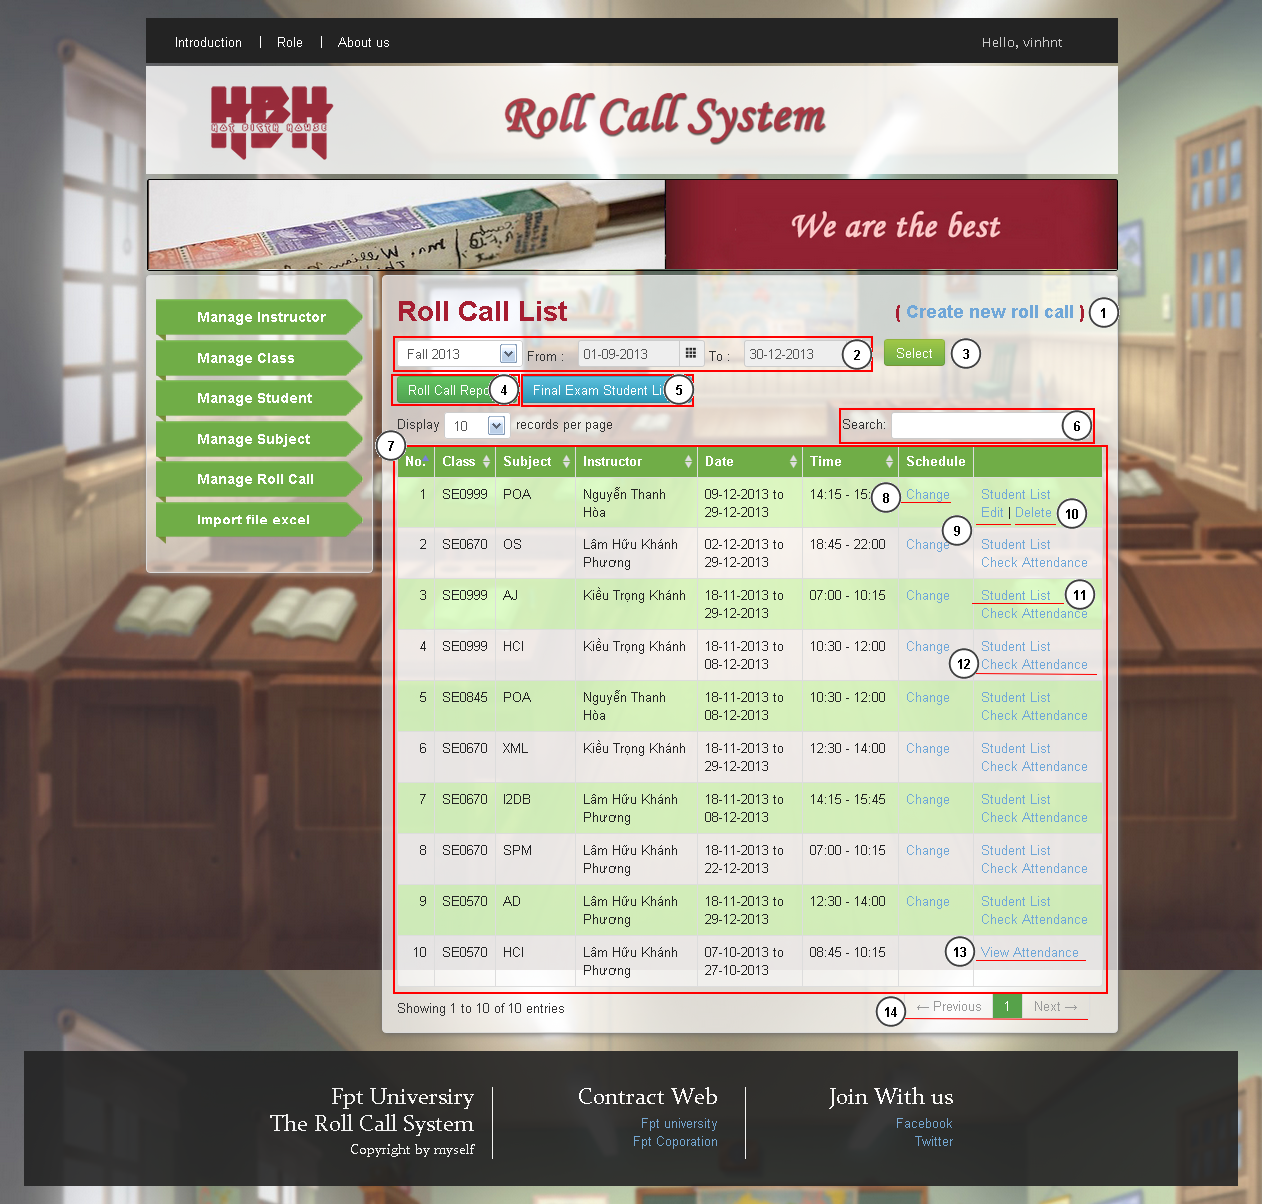 Introduction | Role | About us Hello, vinhnt
HBH
HOT BIRTH HOUSE
Roll Call System
We are the best
Manage Instructor
Manage Class
Manage Student
Manage Subject
Manage Roll Call
Import file excel
Roll Call List ( Create new roll call ) 1
Fall 2013 From : 01-09-2013 To : 30-12-2013 2 Select 3
Roll Call Repo 4 Final Exam Student Li 5
Display 10 records per page Search: 6
7
No. Class Subject Instructor Date Time Schedule
1 SE0999 POA Nguyễn Thanh 09-12-2013 to 14:15 - 15: 8 Change Student List
Hòa 29-12-2013 Edit | Delete 10
9
2 SE0670 OS Lâm Hữu Khánh 02-12-2013 to 18:45 - 22:00 Change Student List
Phương 29-12-2013 Check Attendance
3 SE0999 AJ Kiều Trọng Khánh 18-11-2013 to 07:00 - 10:15 Change Student List 11
29-12-2013 Check Attendance
4 SE0999 HCI Kiều Trọng Khánh 18-11-2013 to 10:30 - 12:00 Change Student List
08-12-2013 12 Check Attendance
5 SE0845 POA Nguyễn Thanh 18-11-2013 to 10:30 - 12:00 Change Student List
Hòa 08-12-2013 Check Attendance
6 SE0670 XML Kiều Trọng Khánh 18-11-2013 to 12:30 - 14:00 Change Student List
29-12-2013 Check Attendance
7 SE0670 I2DB Lâm Hữu Khánh 18-11-2013 to 14:15 - 15:45 Change Student List
Phương 08-12-2013 Check Attendance
8 SE0670 SPM Lâm Hữu Khánh 18-11-2013 to 07:00 - 10:15 Change Student List
Phương 22-12-2013 Check Attendance
9 SE0570 AD Lâm Hữu Khánh 18-11-2013 to 12:30 - 14:00 Change Student List
Phương 29-12-2013 Check Attendance
10 SE0570 HCI Lâm Hữu Khánh 07-10-2013 to 08:45 - 10:15 13 View Attendance
Phương 27-10-2013
Showing 1 to 10 of 10 entries 14 ← Previous 1 Next →
Fpt Universiry
The Roll Call System
Copyright by myself
Contract Web
Fpt university
Fpt Coporation
Join With us
Facebook
Twitter